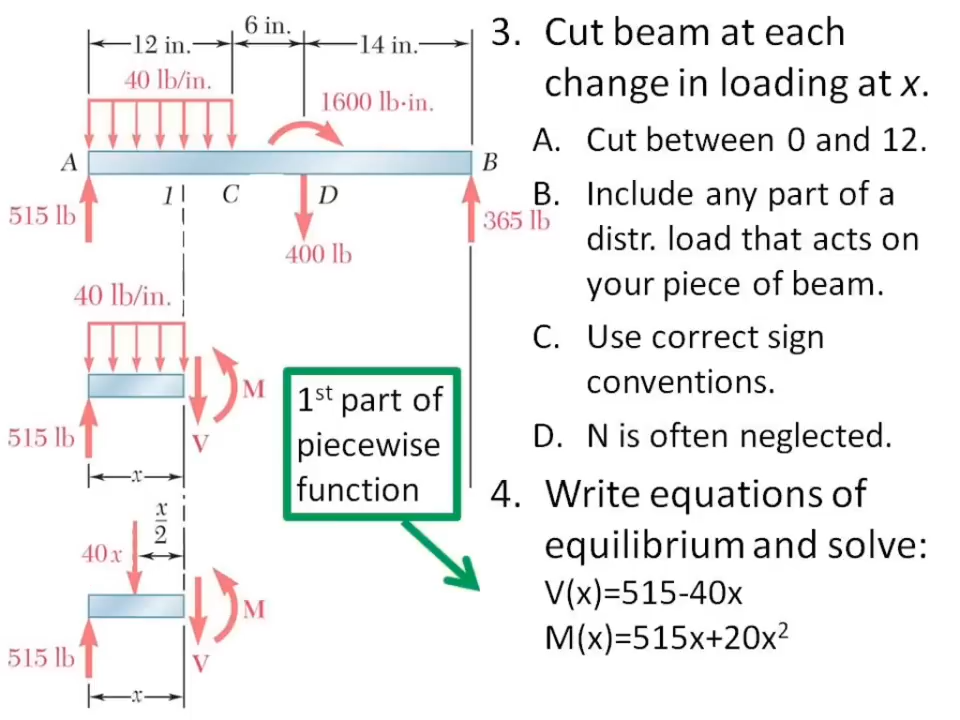 12 in.
6 in.
14 in.
40 lb/in.
1600 lb·in.
A
B
1
C
D
515 lb
365 lb
400 lb
40 lb/in.
M
515 lb
V
x
x/2
40x
M
515 lb
V
x
1st part of
piecewise
function
3. Cut beam at each
change in loading at x.
A. Cut between 0 and 12.
B. Include any part of a
distr. load that acts on
your piece of beam.
C. Use correct sign
conventions.
D. N is often neglected.
4. Write equations of
equilibrium and solve:
V(x)=515-40x
M(x)=515x+20x²